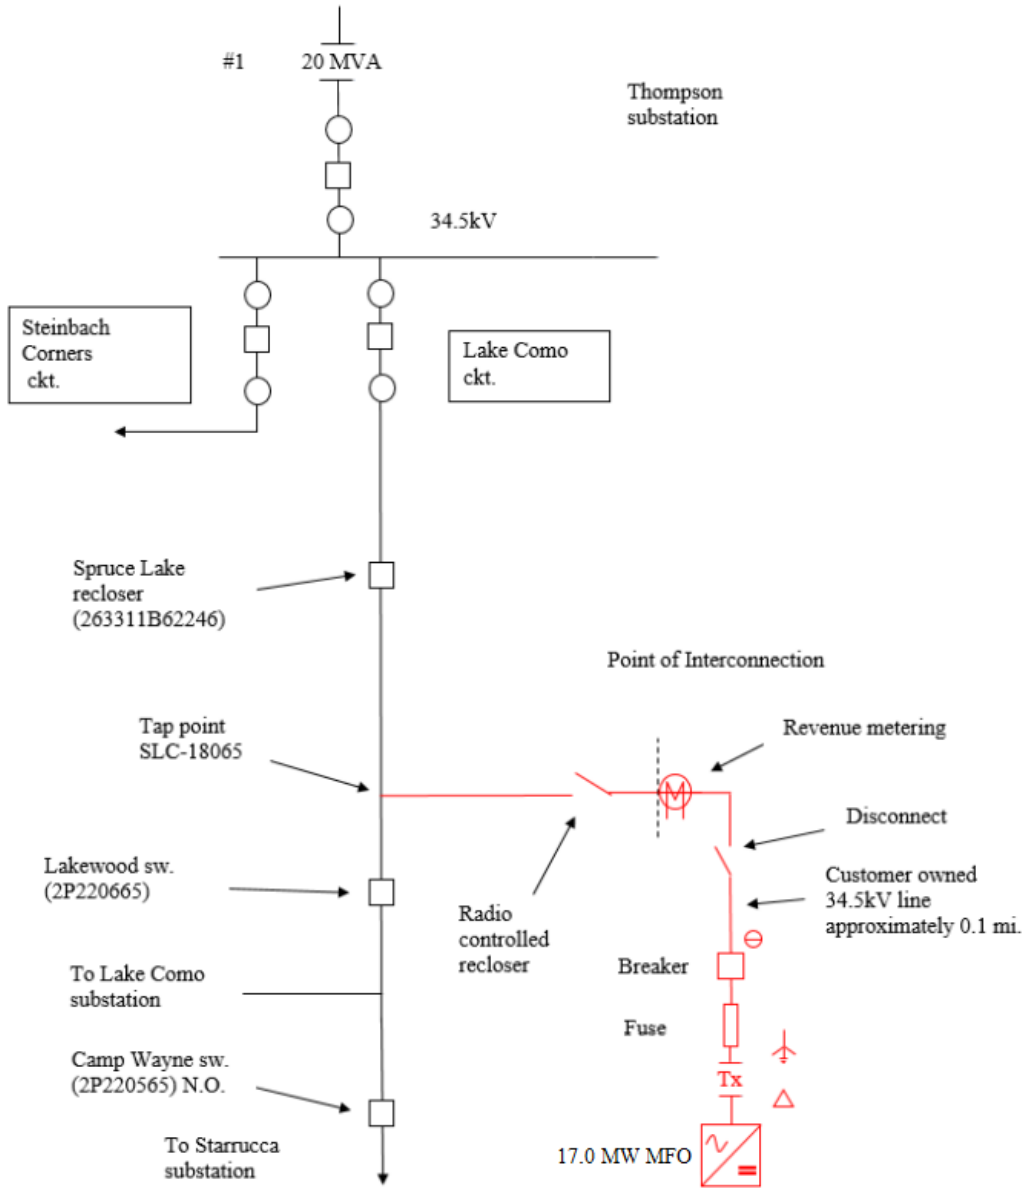 #1 20 MVA
Thompson
substation
34.5kV
Steinbach
Corners
ckt.
Lake Como
ckt.
Spruce Lake
recloser
(263311B62246)
Point of Interconnection
Tap point
SLC-18065
Revenue metering
M
Disconnect
Lakewood sw.
(2P220665)
Customer owned
34.5kV line
approximately 0.1 mi.
Radio
controlled
recloser
Breaker
To Lake Como
substation
Fuse
Camp Wayne sw.
(2P220565) N.O.
Tx
To Starrucca
substation
17.0 MW MFO